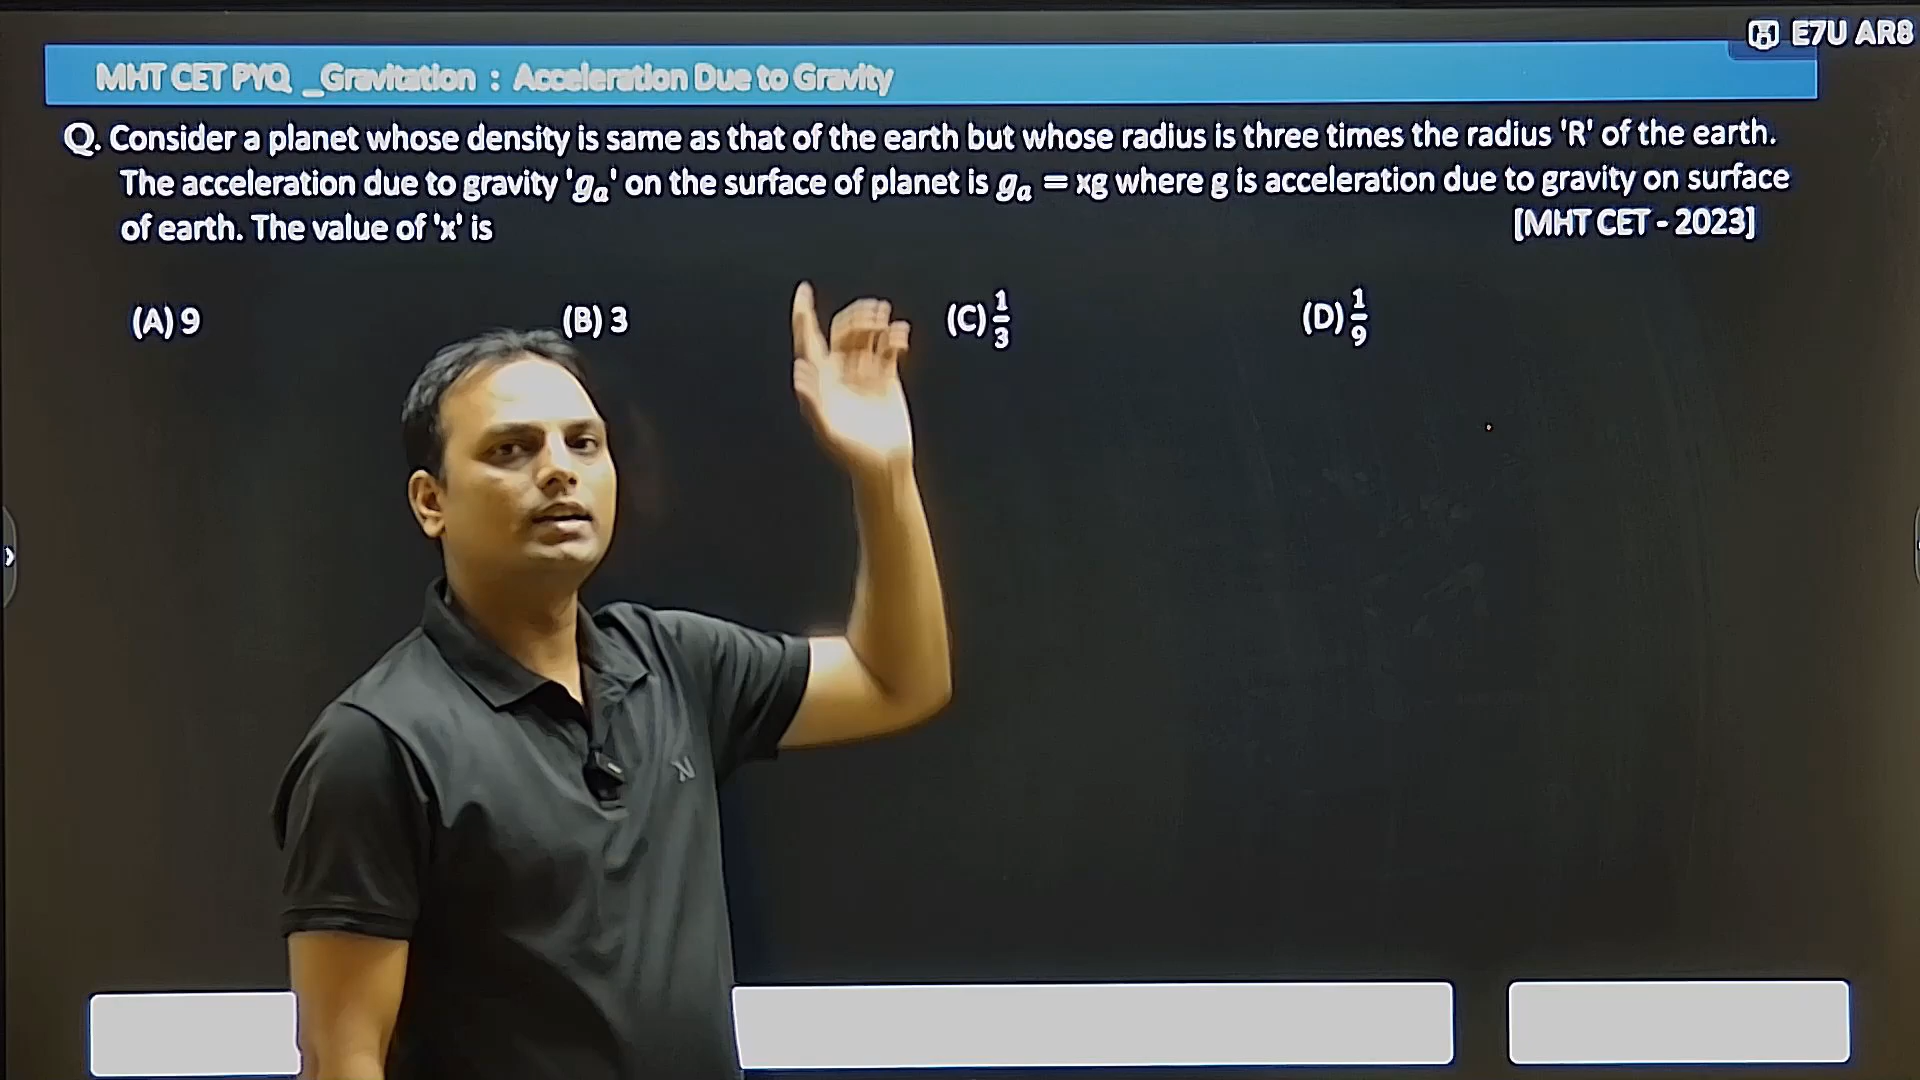 E7U AR8
MHT CET PYQ _Gravitation : Acceleration Due to Gravity
Q. Consider a planet whose density is same as that of the earth but whose radius is three times the radius 'R' of the earth.
The acceleration due to gravity 'gₐ' on the surface of planet is gₐ = xg where g is acceleration due to gravity on surface
of earth. The value of 'x' is [MHT CET - 2023]
(A) 9 (B) 3 (C) 1/3 (D) 1/9